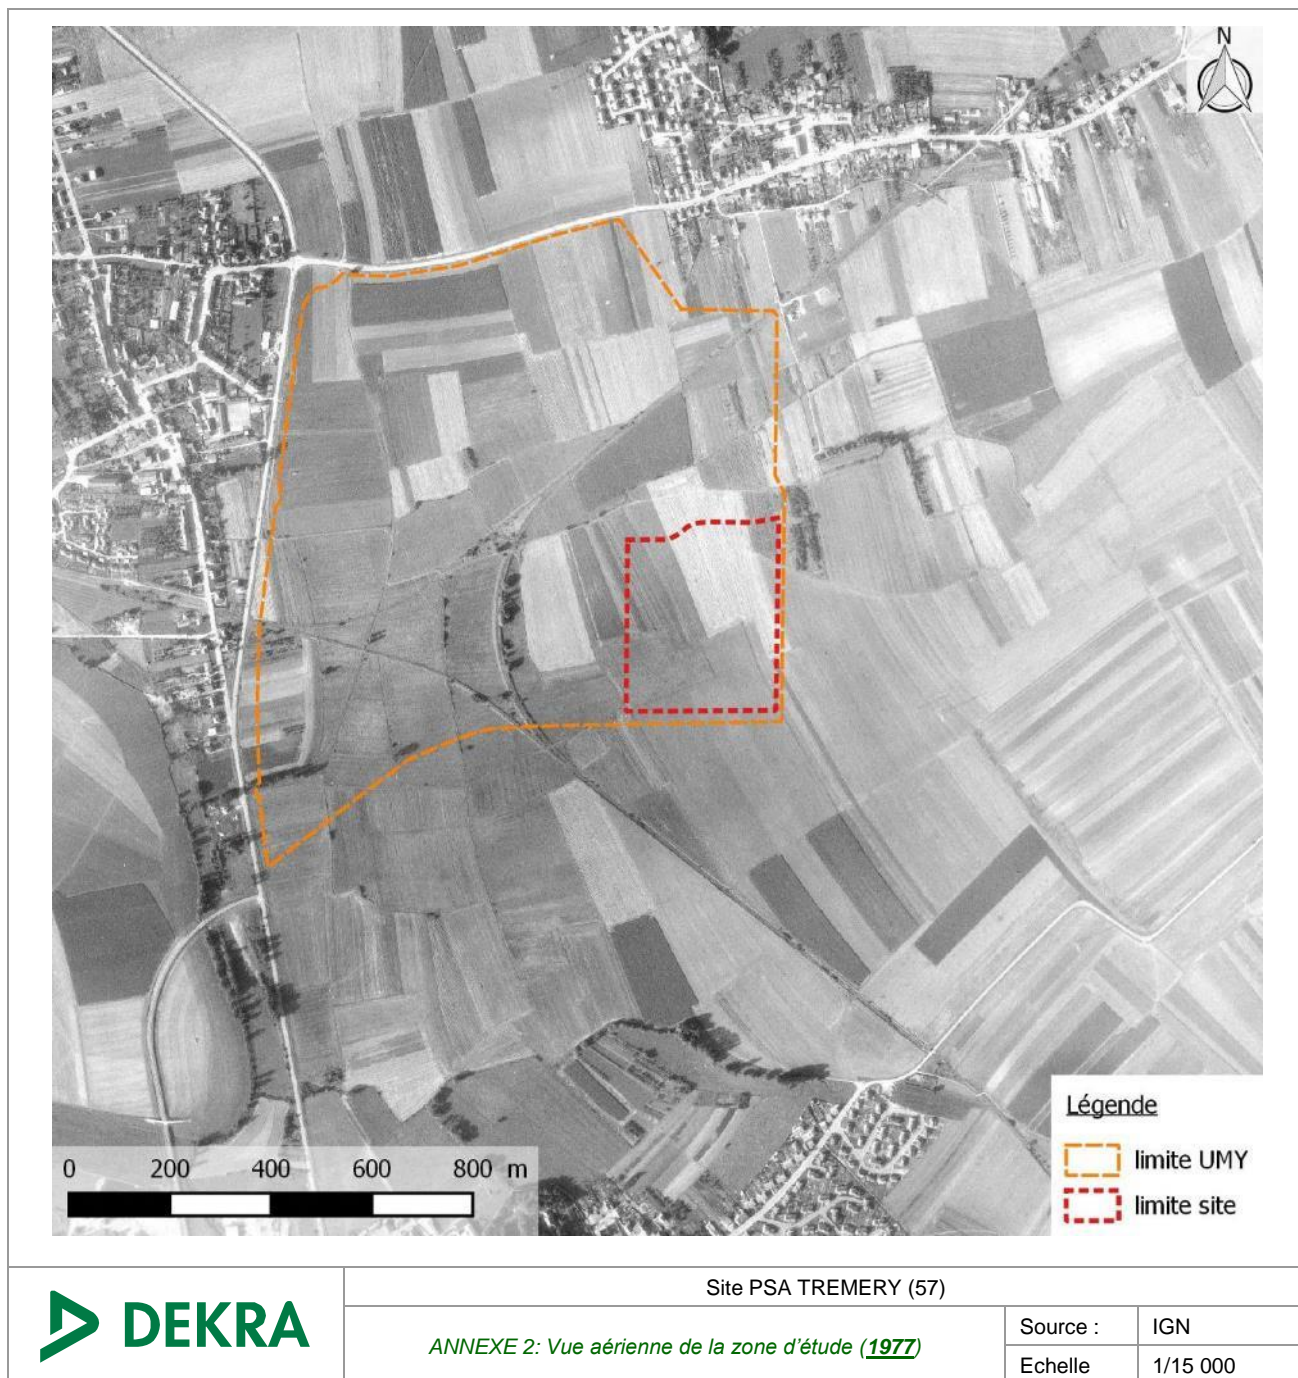 N
Légende
limite UMY
limite site
0 200 400 600 800 m
DEKRA
Site PSA TREMERY (57)
ANNEXE 2: Vue aérienne de la zone d'étude (1977)
Source : IGN
Echelle 1/15 000